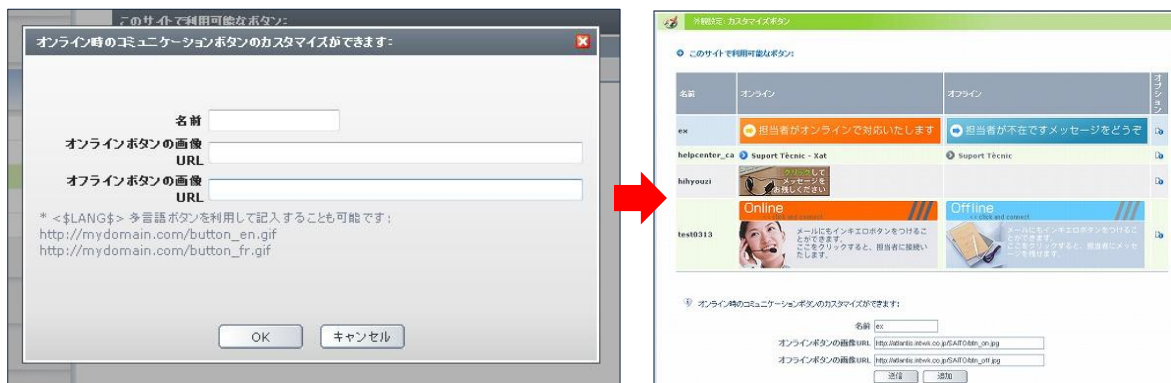 このサイトで利用可能なボタン:
オンライン時のコミュニケーションボタンのカスタマイズができます:
名前
オンラインボタンの画像
URL
オフラインボタンの画像
URL
* <$LANG$> 多言語ボタンを利用して記入することも可能です:
http://mydomain.com/button_en.gif
http://mydomain.com/button_fr.gif
OK キャンセル
外観設定: カスタマイズボタン
このサイトで利用可能なボタン:
名前 オンライン オフライン オプション
ex 担当者がオンラインで対応いたします 担当者が不在ですメッセージをどうぞ
helpcenter_ca Suport Tècnic - Xat Suport Tècnic
hihyouzi クリックして
メッセージを
お残しください
test0313 Online Offline
click and connect click and connect
メールにもインキエロボタンをつけるこ
とができます。
ここをクリックすると、担当者に接続い
たします。
メールにもインキエロボタンをつけるこ
とができます。
ここをクリックすると、担当者にメッセ
ージを残せます。
オンライン時のコミュニケーションボタンのカスタマイズができます:
名前 ex
オンラインボタンの画像URL
オフラインボタンの画像URL
送信 追加